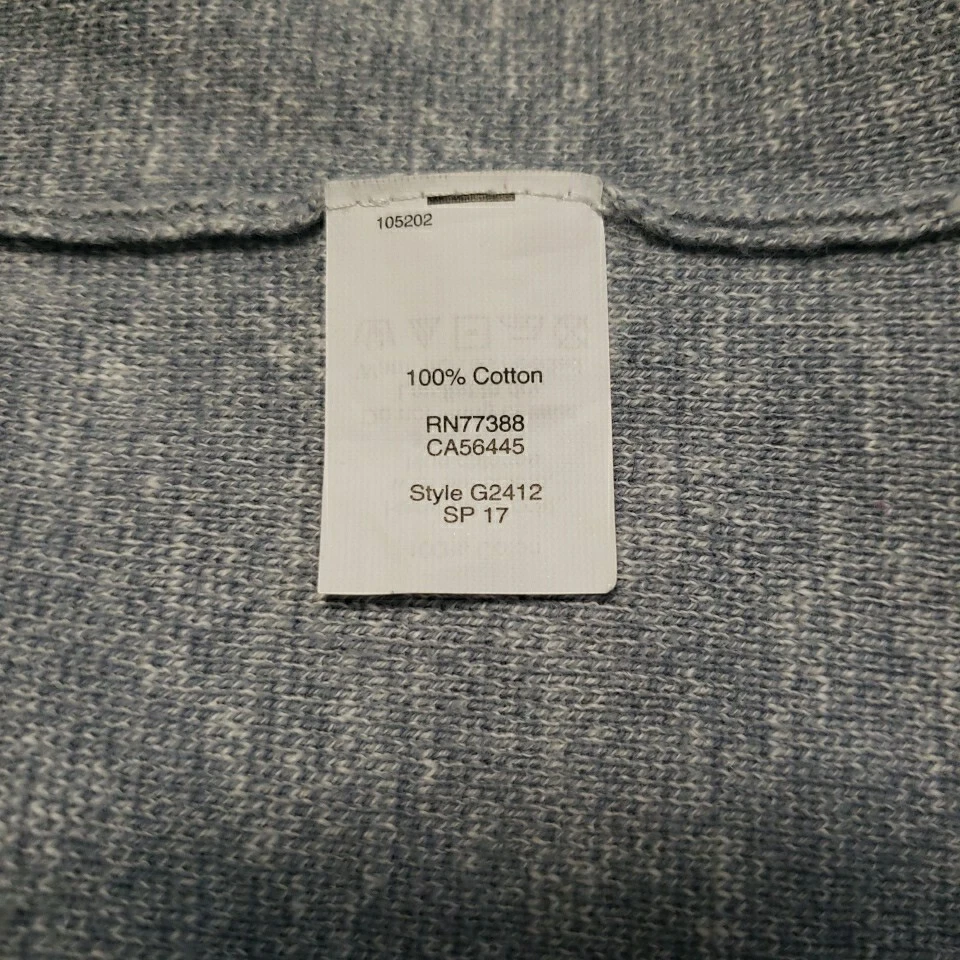 105202
100% Cotton
RN77388
CA56445
Style G2412
SP 17